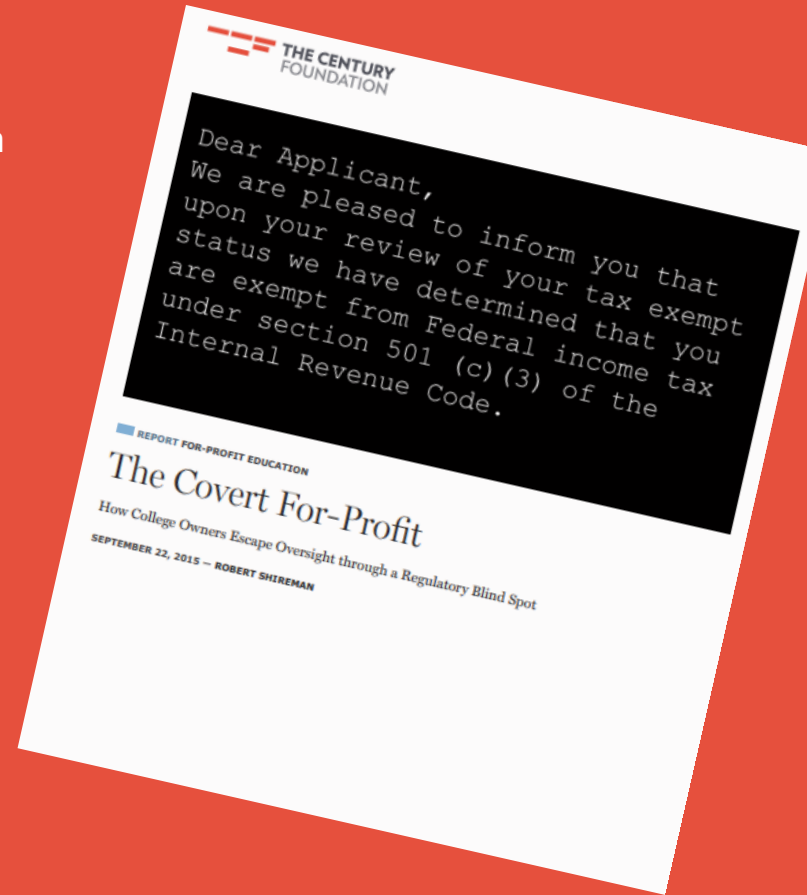 THE CENTURY
FOUNDATION
Dear Applicant,
We are pleased to inform you that
upon your review of your tax exempt
status we have determined that you
are exempt from Federal income tax
under section 501 (c)(3) of the
Internal Revenue Code.
REPORT FOR-PROFIT EDUCATION
The Covert For-Profit
How College Owners Escape Oversight through a Regulatory Blind Spot
SEPTEMBER 22, 2015 — ROBERT SHIREMAN